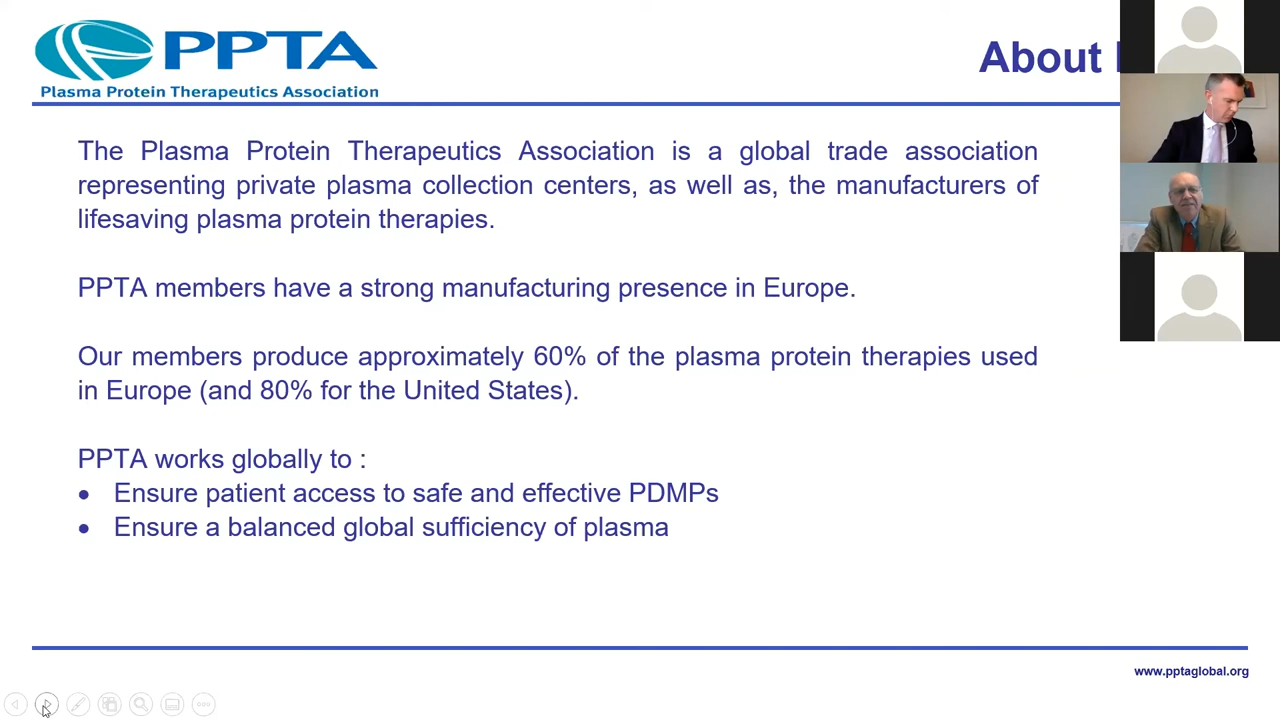 PPTA
Plasma Protein Therapeutics Association
About
The Plasma Protein Therapeutics Association is a global trade association
representing private plasma collection centers, as well as, the manufacturers of
lifesaving plasma protein therapies.
PPTA members have a strong manufacturing presence in Europe.
Our members produce approximately 60% of the plasma protein therapies used
in Europe (and 80% for the United States).
PPTA works globally to :
• Ensure patient access to safe and effective PDMPs
• Ensure a balanced global sufficiency of plasma
www.pptaglobal.org